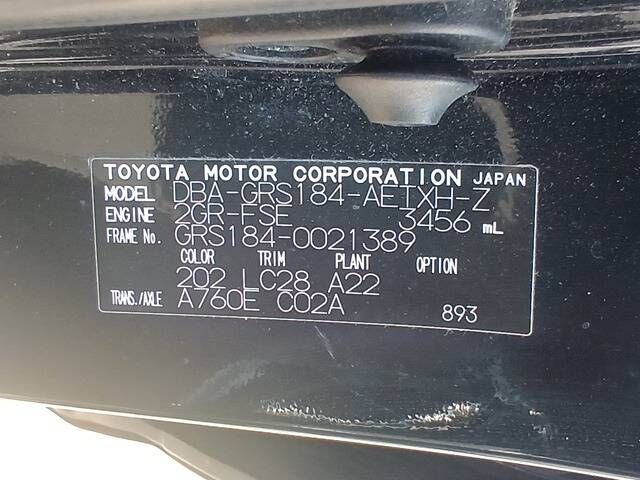 TOYOTA MOTOR CORPORATION JAPAN
MODEL DBA-GRS184-AETXH-Z
ENGINE 2GR-FSE 3456 mL
FRAME No. GRS184-0021389
COLOR TRIM PLANT OPTION
202 LC28 A22
TRANS./AXLE A760E C02A 893